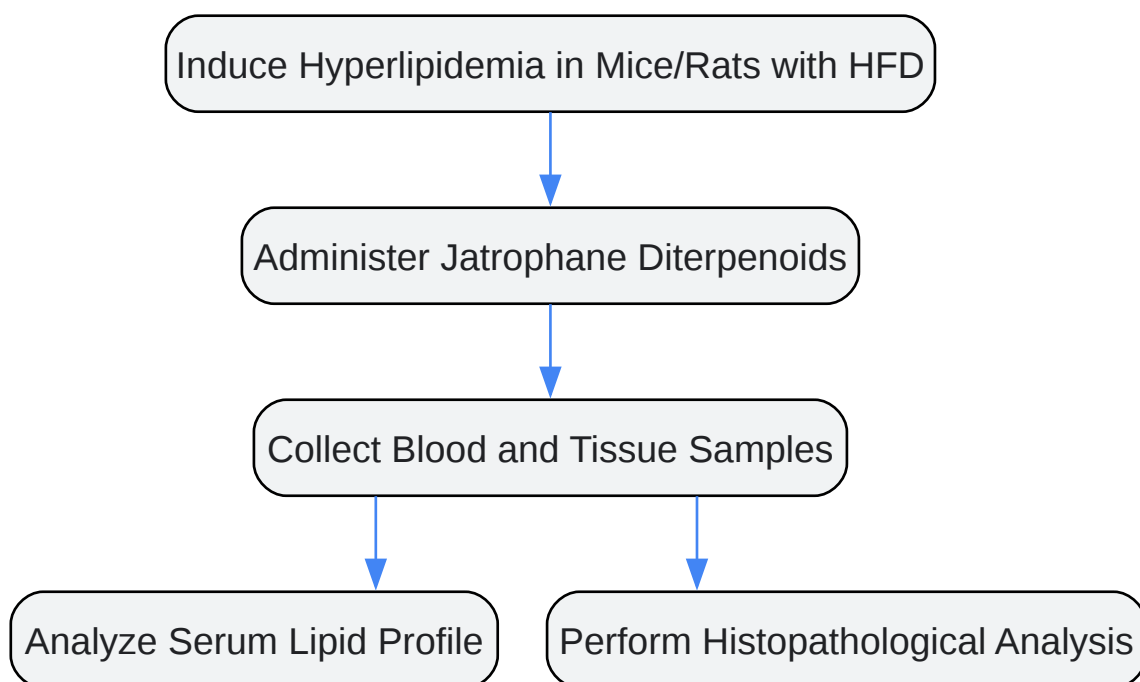 Induce Hyperlipidemia in Mice/Rats with HFD
Administer Jatrophane Diterpenoids
Collect Blood and Tissue Samples
Analyze Serum Lipid Profile
Perform Histopathological Analysis